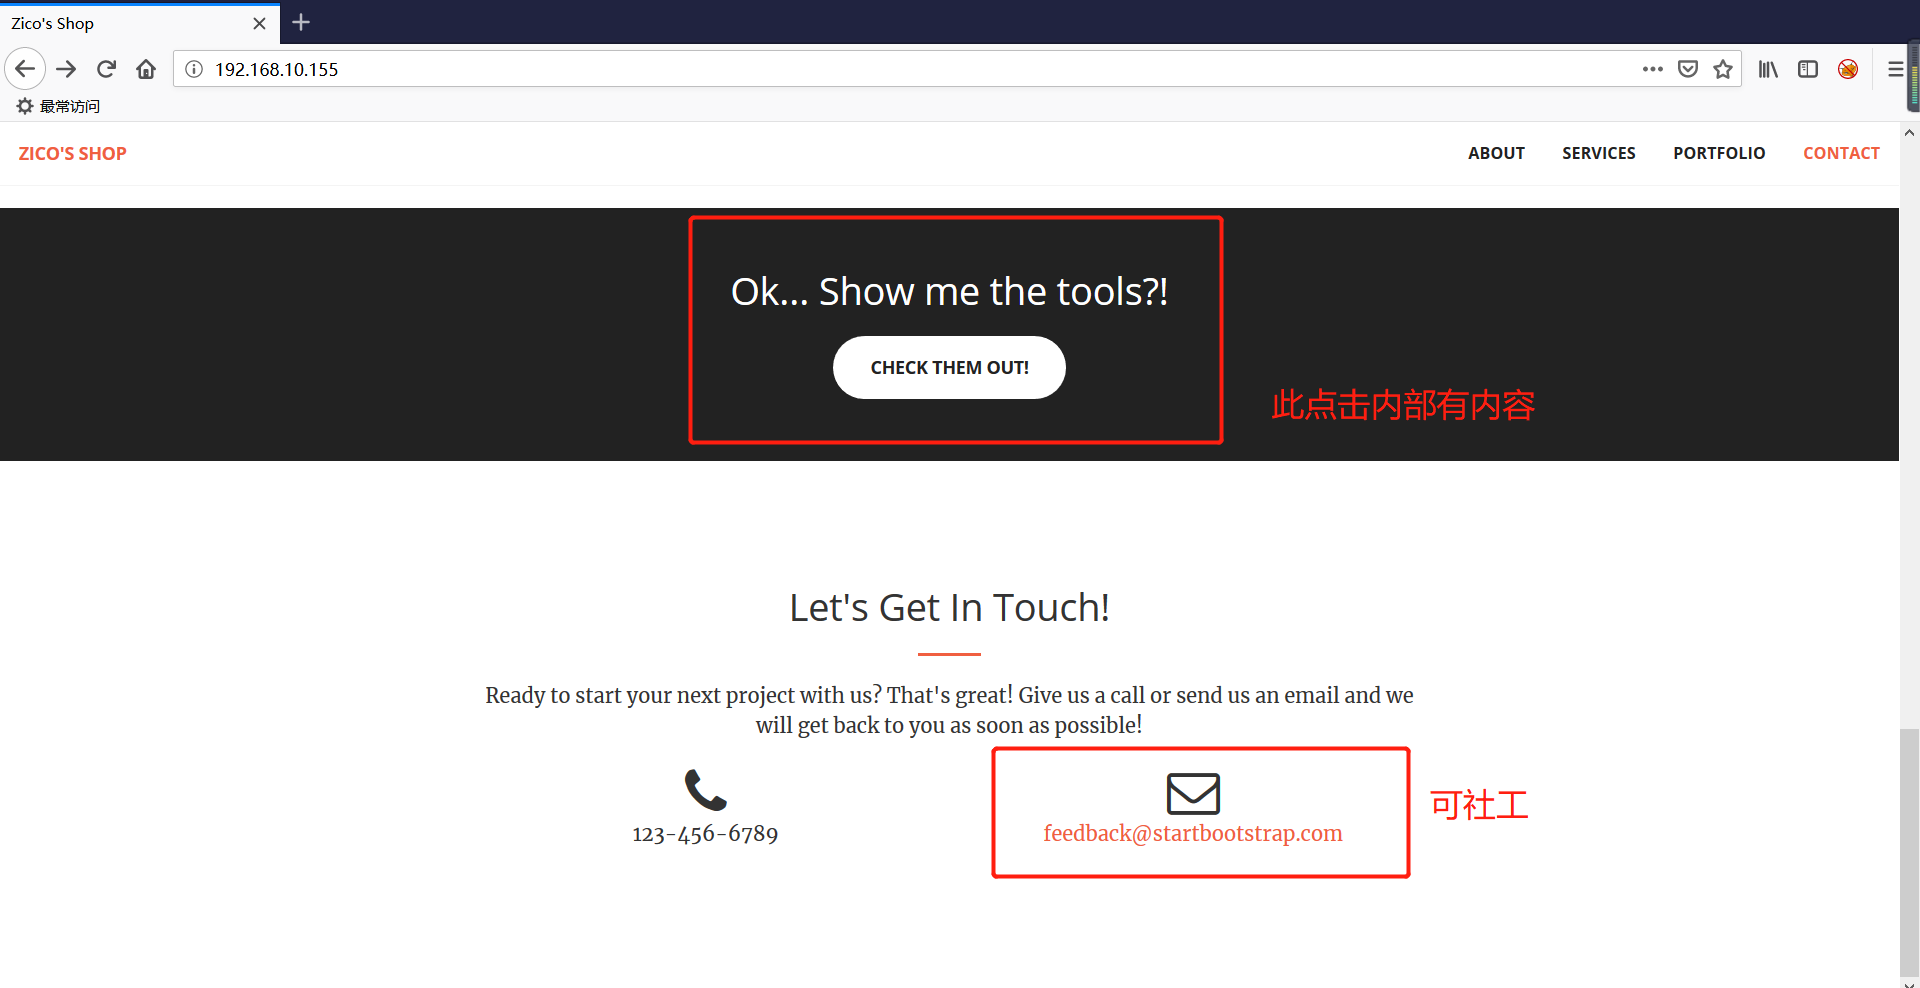 Zico's Shop
192.168.10.155
最常访问
ZICO'S SHOP
ABOUT SERVICES PORTFOLIO CONTACT
Ok... Show me the tools?!
CHECK THEM OUT!
此点击内部有内容
Let's Get In Touch!
Ready to start your next project with us? That's great! Give us a call or send us an email and we
will get back to you as soon as possible!
可社工
123-456-6789
feedback@startbootstrap.com